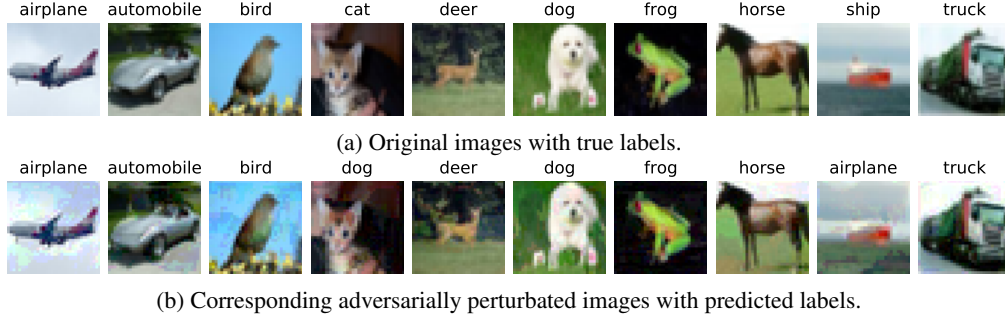 airplane automobile bird cat deer dog frog horse ship truck
(a) Original images with true labels.
airplane automobile bird dog deer dog frog horse airplane truck
(b) Corresponding adversarially perturbated images with predicted labels.